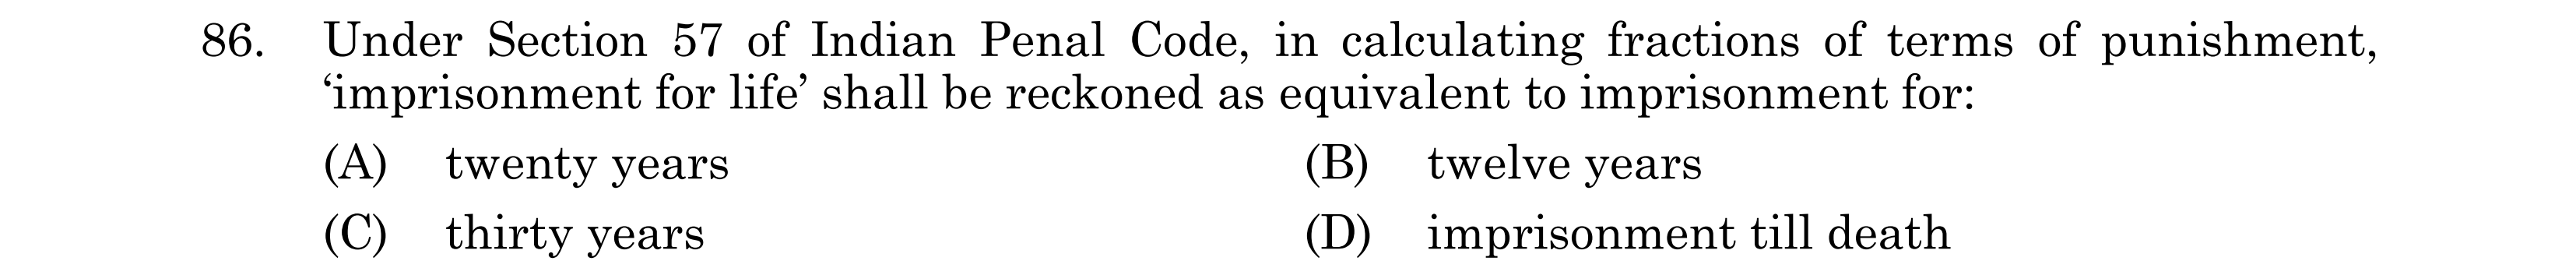 86. Under Section 57 of Indian Penal Code, in calculating fractions of terms of punishment,
‘imprisonment for life’ shall be reckoned as equivalent to imprisonment for:
(A) twenty years (B) twelve years
(C) thirty years (D) imprisonment till death